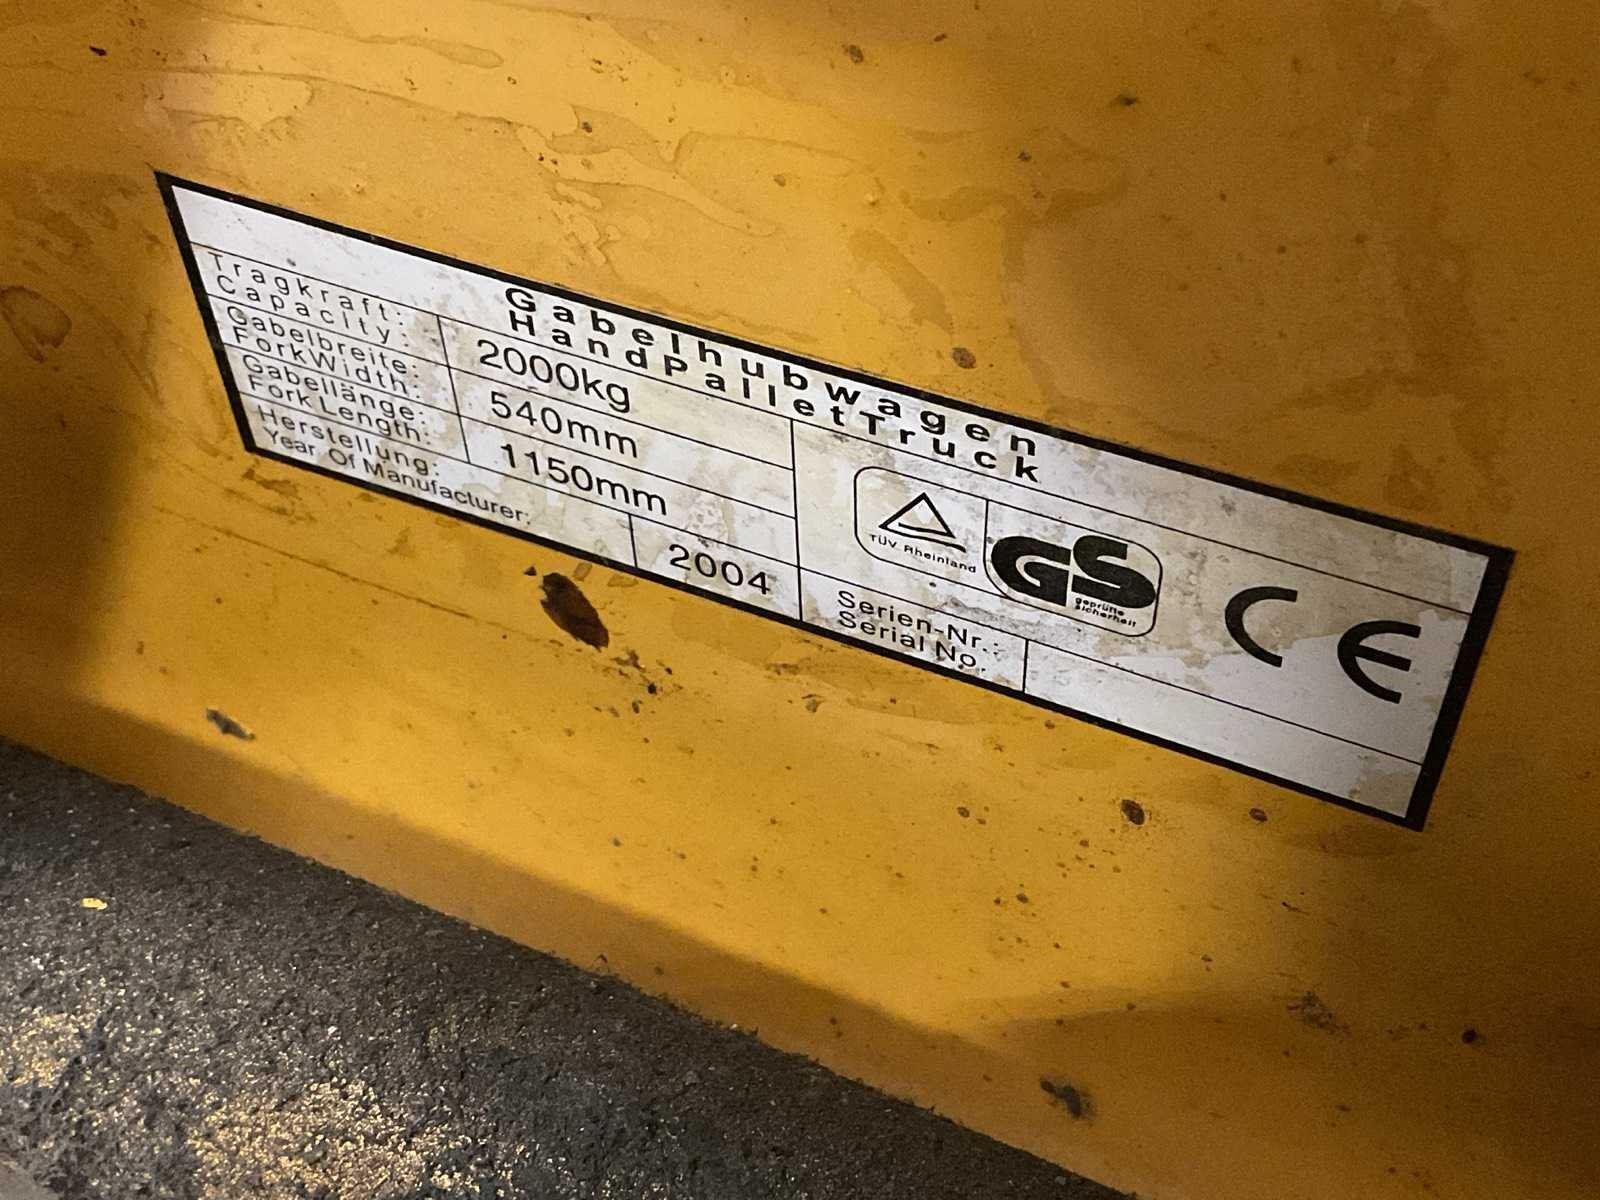 Gabelhubwagen
HandPalletTruck
Tragkraft:
Capacity:
2000kg
Gabelbreite:
ForkWidth:
540mm
Gabellänge:
Fork Length:
1150mm
Herstellung:
Year Of Manufacturer:
2004
TÜV Rheinland
GS
geprüfte
Sicherheit
CE
Serien-Nr.:
Serial No.